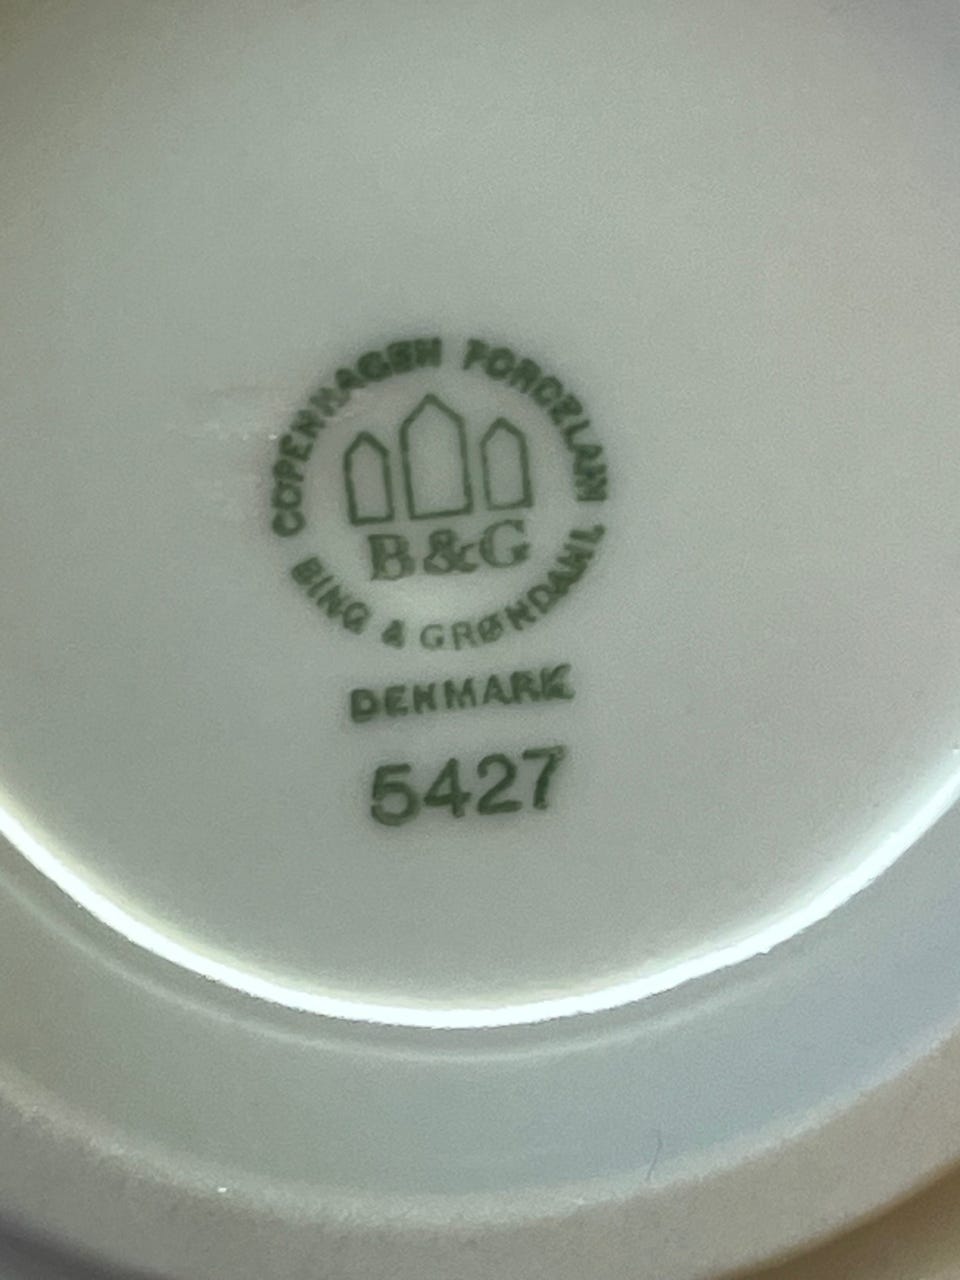 COPENHAGEN PORCELAIN
B&G
BING & GRØNDAHL
DENMARK
5427